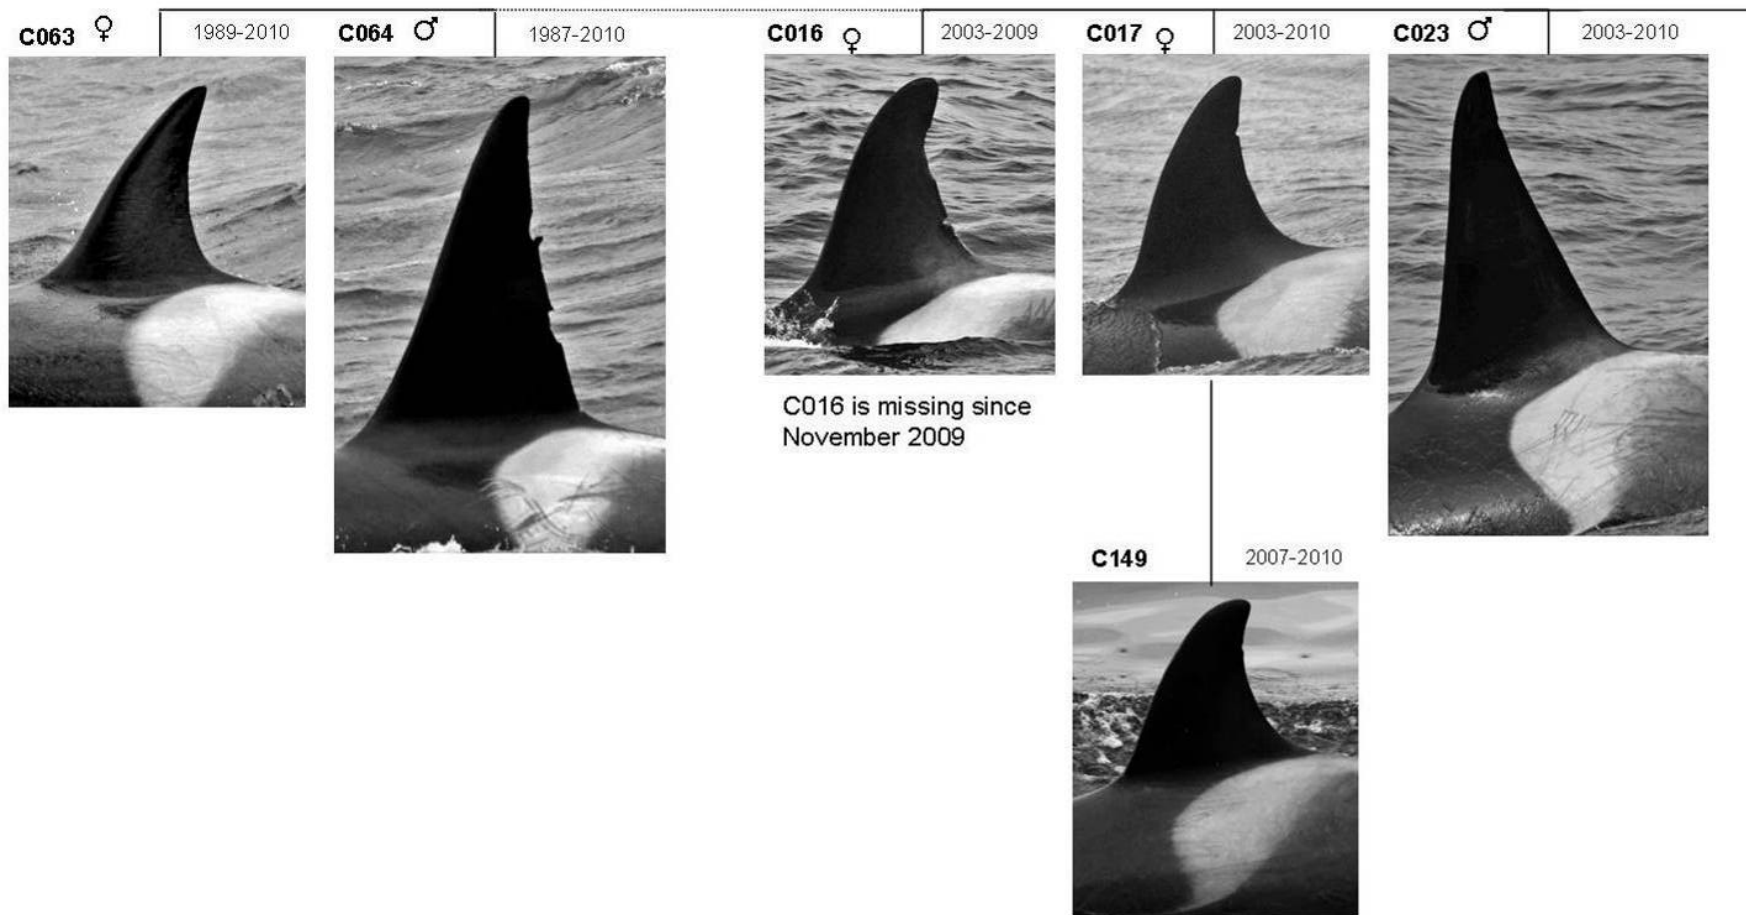 C063 ♀ 1989-2010
C064 ♂ 1987-2010
C016 ♀ 2003-2009
C017 ♀ 2003-2010
C023 ♂ 2003-2010
C016 is missing since
November 2009
C149 2007-2010